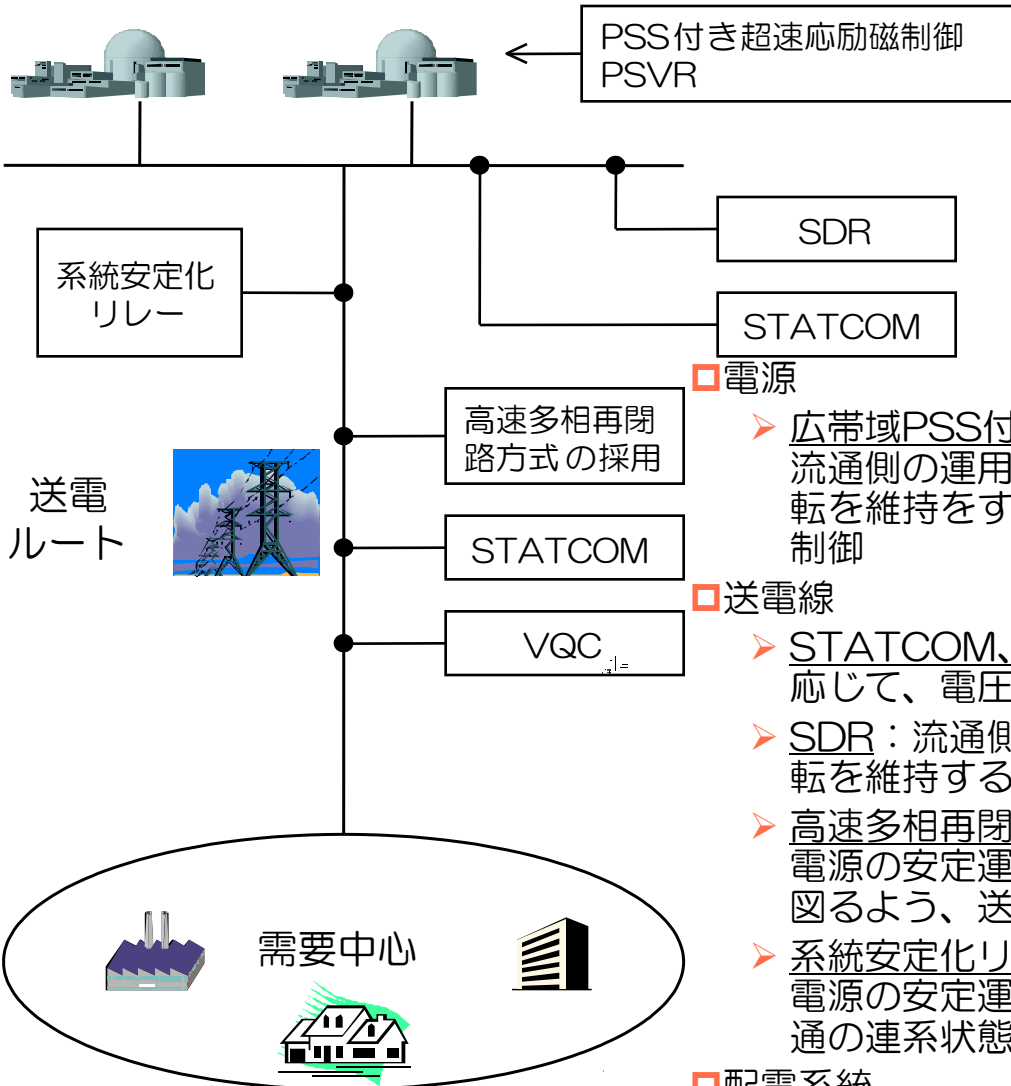 PSS付き超速応励磁制御
PSVR
SDR
系統安定化
リレー
STATCOM
高速多相再閉
路方式の採用
送電
ルート
STATCOM
VQC
需要中心
電源
広帯域PSS付
流通側の運用
転を維持をす
制御
送電線
STATCOM、
応じて、電圧
SDR：流通側
転を維持する
高速多相再閉
電源の安定運
図るよう、送
系統安定化リ
電源の安定運
通の連系状態
配電系統